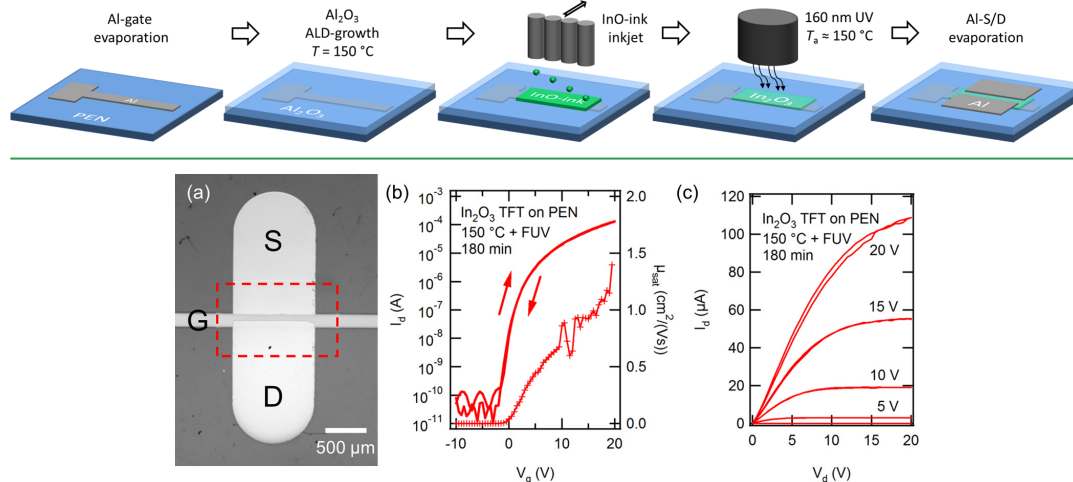 Al-gate
evaporation
Al₂O₃
ALD-growth
T = 150 °C
InO-ink
inkjet
160 nm UV
Tₐ ≈ 150 °C
Al-S/D
evaporation
Al
PEN
Al₂O₃
InO-ink
In₂O₃
Al
(a)
S
G
D
500 µm
(b)
In₂O₃ TFT on PEN
150 °C + FUV
180 min
I_d (A)
10⁻³
10⁻⁴
10⁻⁵
10⁻⁶
10⁻⁷
10⁻⁸
10⁻⁹
10⁻¹⁰
10⁻¹¹
-10
0
10
20
V_g (V)
2.0
1.5
1.0
0.5
0.0
µ_sat (cm²/(Vs))
(c)
In₂O₃ TFT on PEN
150 °C + FUV
180 min
20 V
15 V
10 V
5 V
I_d (µA)
120
100
80
60
40
20
0
0
5
10
15
20
V_d (V)